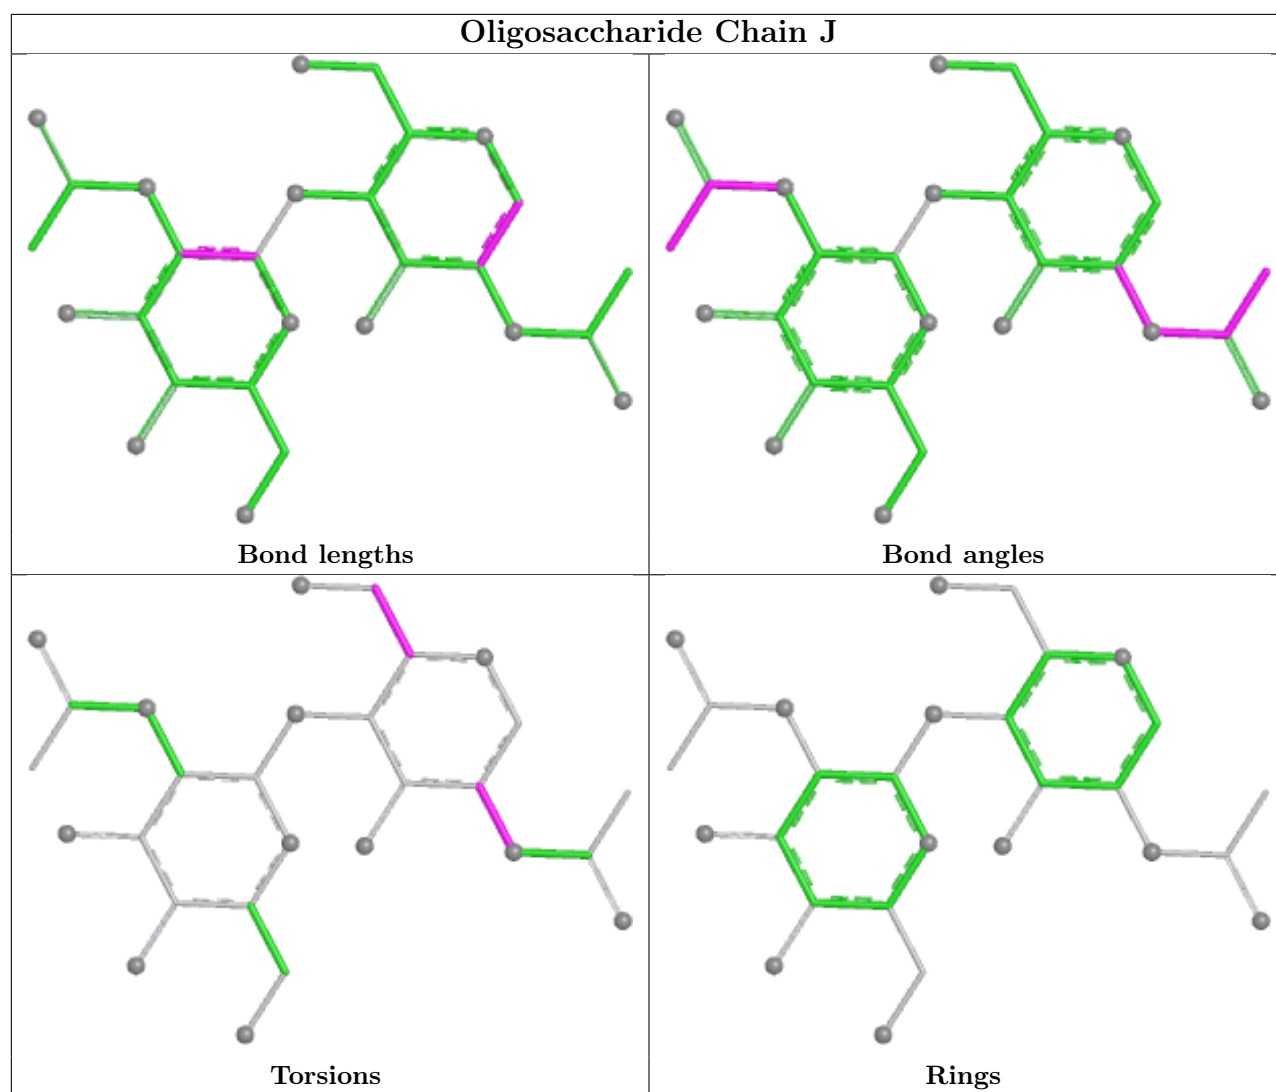 Oligosaccharide Chain J
Bond lengths
Bond angles
Torsions
Rings